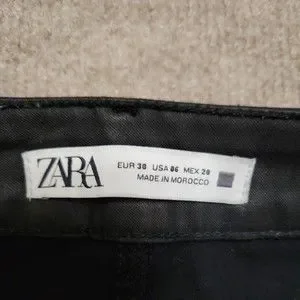 ZARA
EUR 38 USA 06 MEX 28
MADE IN MOROCCO